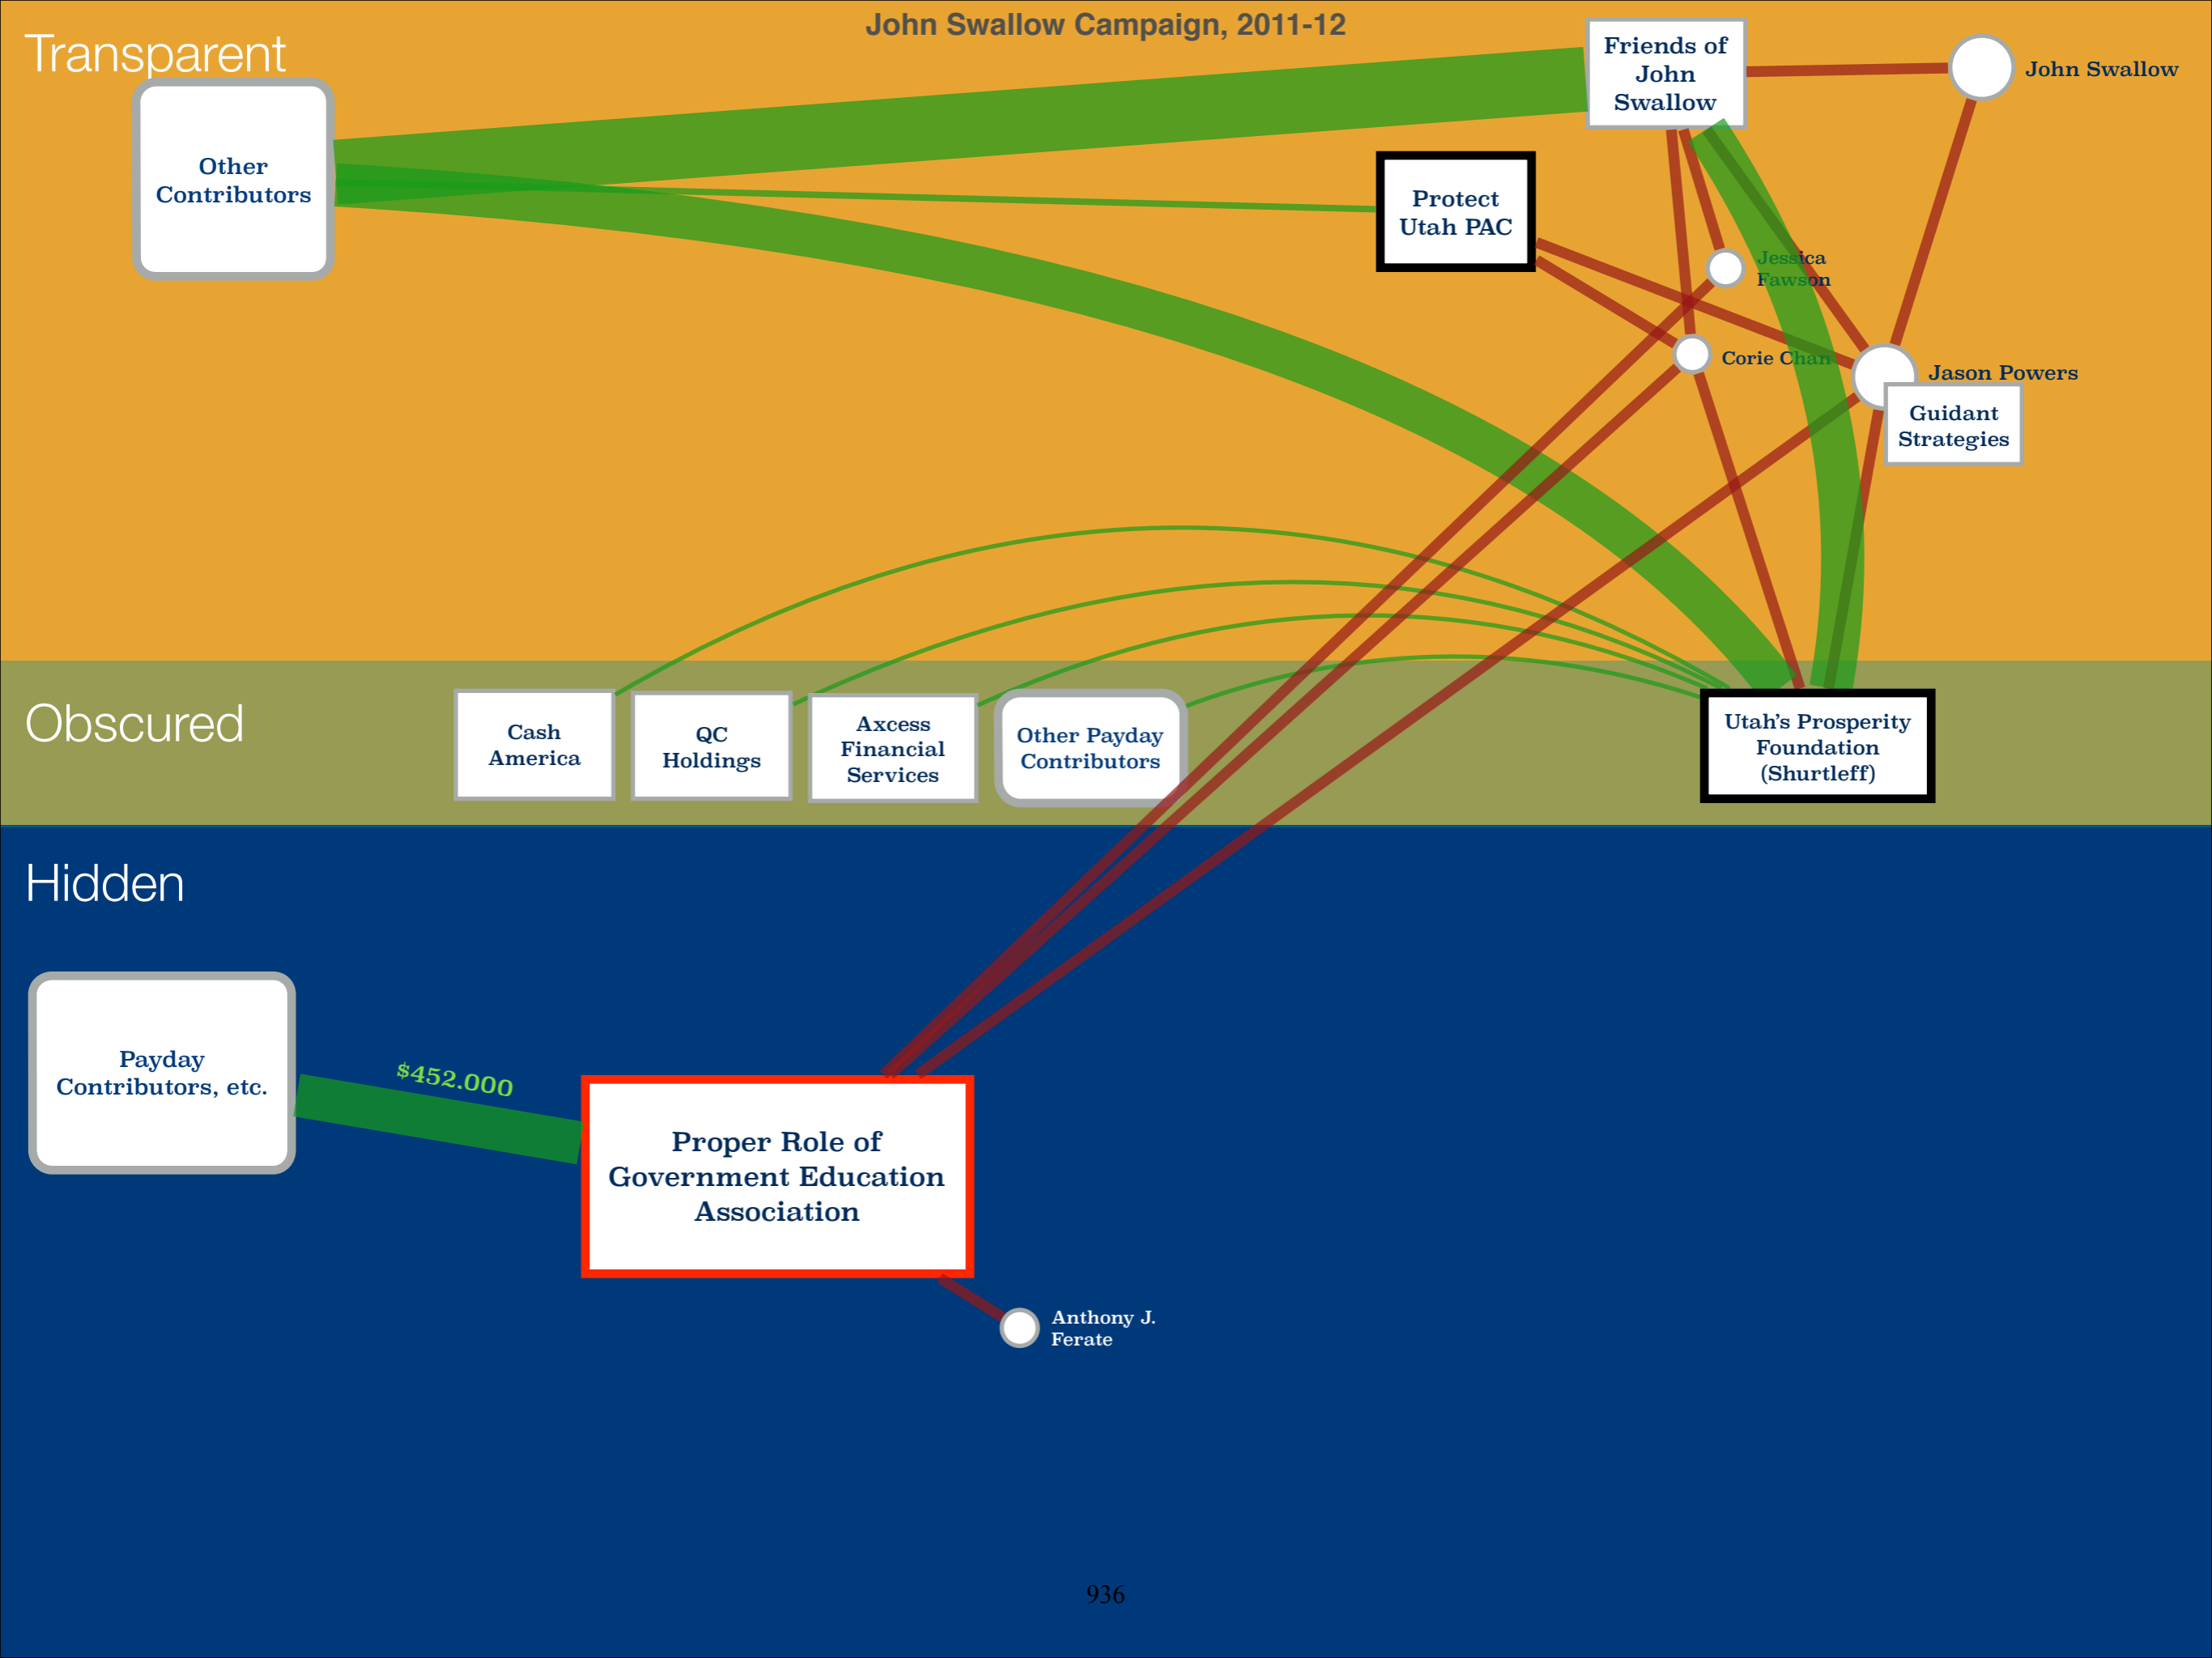 John Swallow Campaign, 2011-12
Transparent
Friends of
John
Swallow
John Swallow
Other
Contributors
Protect
Utah PAC
Jessica
Fawson
Corie Chan
Jason Powers
Guidant
Strategies
Obscured
Cash
America
QC
Holdings
Axcess
Financial
Services
Other Payday
Contributors
Utah's Prosperity
Foundation
(Shurtleff)
Hidden
Payday
Contributors, etc.
$452.000
Proper Role of
Government Education
Association
Anthony J.
Ferate
936